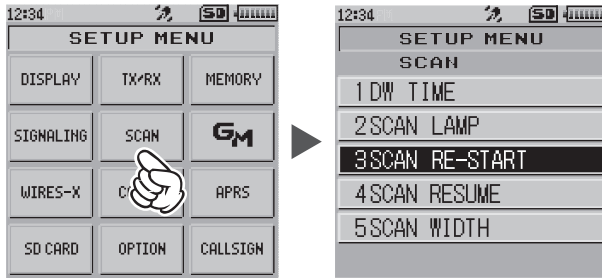 12:34 SD
SETUP MENU
DISPLAY TX/RX MEMORY
SIGNALING SCAN GM
WIRES-X APRS
SD CARD OPTION CALLSIGN
12:34 SD
SETUP MENU
SCAN
1 DW TIME
2 SCAN LAMP
3 SCAN RE-START
4 SCAN RESUME
5 SCAN WIDTH